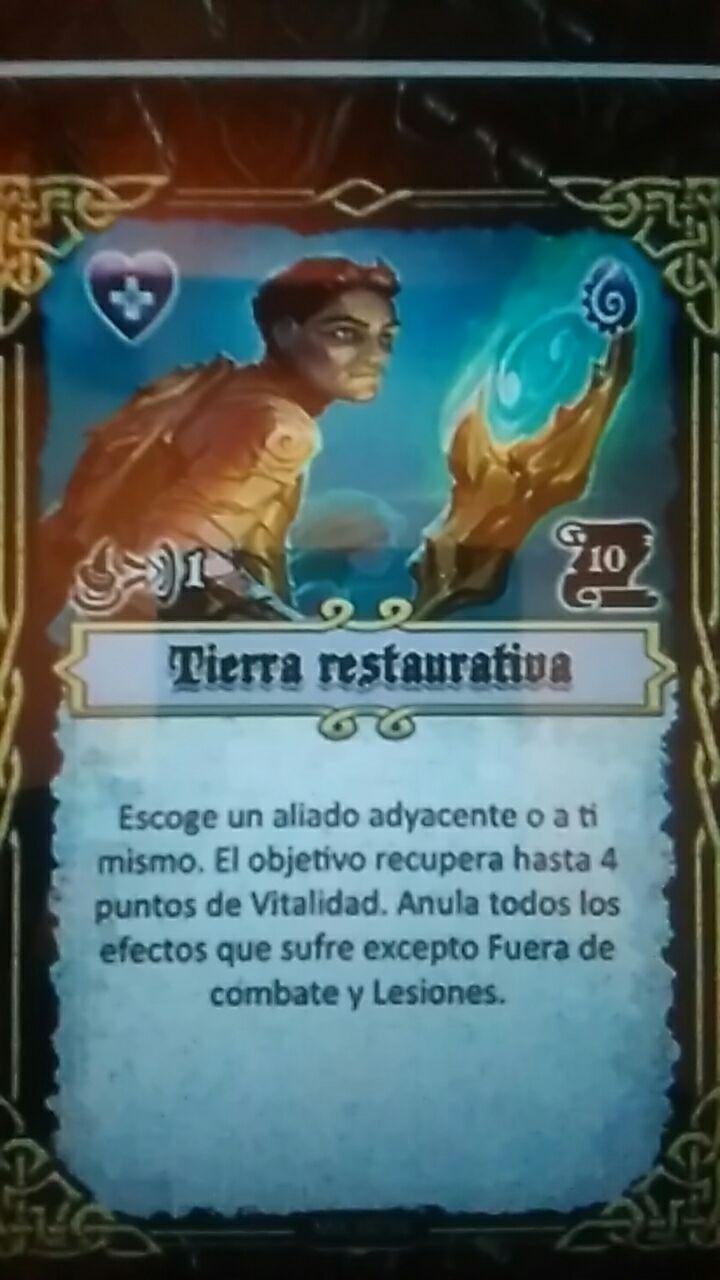 1
10
Tierra restaurativa
Escoge un aliado adyacente o a ti
mismo. El objetivo recupera hasta 4
puntos de Vitalidad. Anula todos los
efectos que sufre excepto Fuera de
combate y Lesiones.